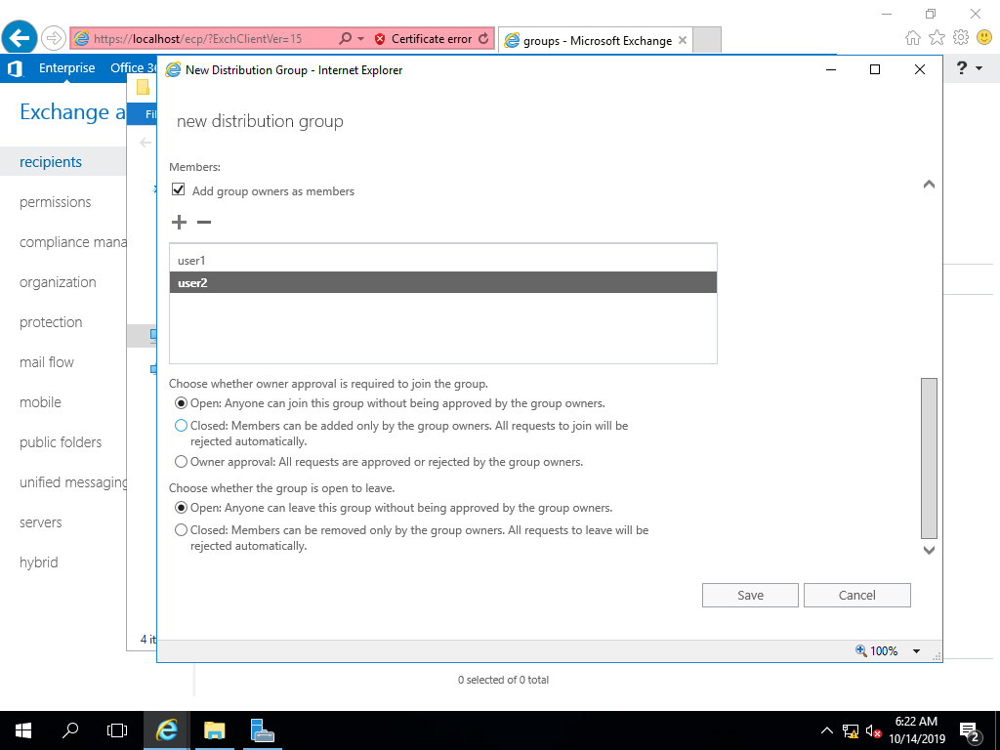 https://localhost/ecp/?ExchClientVer=15
Certificate error
groups - Microsoft Exchange
Enterprise
Office 36
New Distribution Group - Internet Explorer
?
Exchange a
Fil
new distribution group
recipients
permissions
compliance mana
organization
protection
mail flow
mobile
public folders
unified messaging
servers
hybrid
Members:
Add group owners as members
user1
user2
Choose whether owner approval is required to join the group.
Open: Anyone can join this group without being approved by the group owners.
Closed: Members can be added only by the group owners. All requests to join will be
rejected automatically.
Owner approval: All requests are approved or rejected by the group owners.
Choose whether the group is open to leave.
Open: Anyone can leave this group without being approved by the group owners.
Closed: Members can be removed only by the group owners. All requests to leave will be
rejected automatically.
Save
Cancel
4 it
100%
0 selected of 0 total
6:22 AM
10/14/2019
2